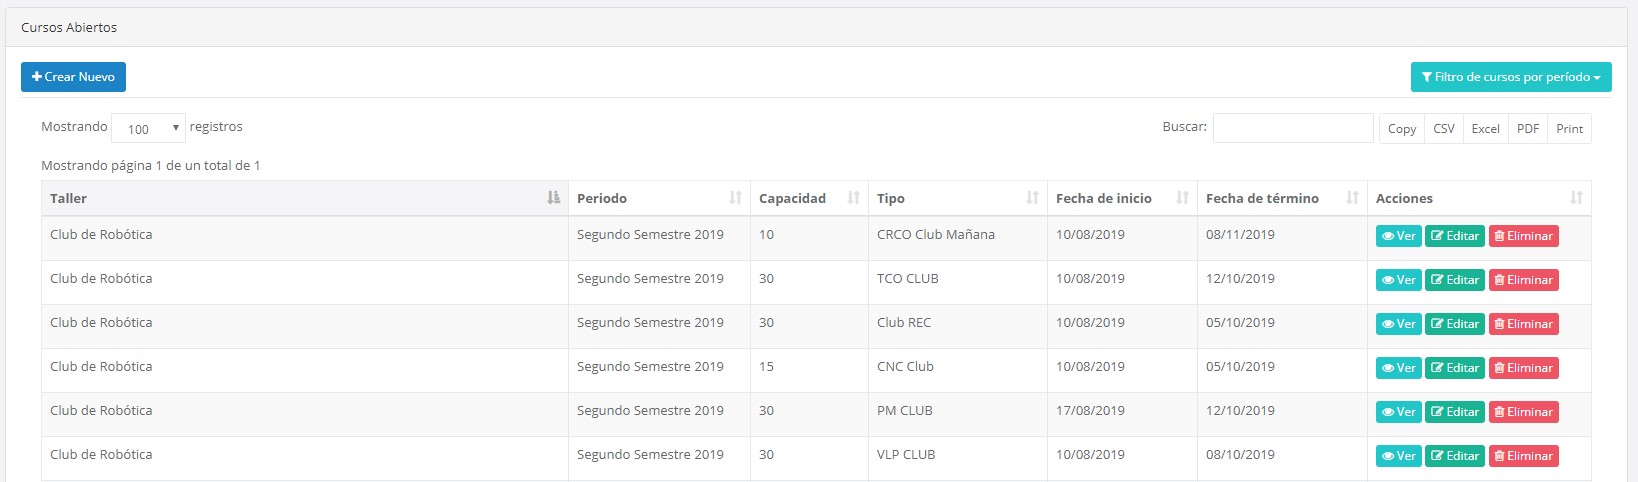 Cursos Abiertos
Crear Nuevo Filtro de cursos por período
Mostrando 100 registros Buscar: Copy CSV Excel PDF Print
Mostrando página 1 de un total de 1
Taller Periodo Capacidad Tipo Fecha de inicio Fecha de término Acciones
Club de Robótica Segundo Semestre 2019 10 CRCO Club Mañana 10/08/2019 08/11/2019 Ver Editar Eliminar
Club de Robótica Segundo Semestre 2019 30 TCO CLUB 10/08/2019 12/10/2019 Ver Editar Eliminar
Club de Robótica Segundo Semestre 2019 30 Club REC 10/08/2019 05/10/2019 Ver Editar Eliminar
Club de Robótica Segundo Semestre 2019 15 CNC Club 10/08/2019 05/10/2019 Ver Editar Eliminar
Club de Robótica Segundo Semestre 2019 30 PM CLUB 17/08/2019 12/10/2019 Ver Editar Eliminar
Club de Robótica Segundo Semestre 2019 30 VLP CLUB 10/08/2019 08/10/2019 Ver Editar Eliminar